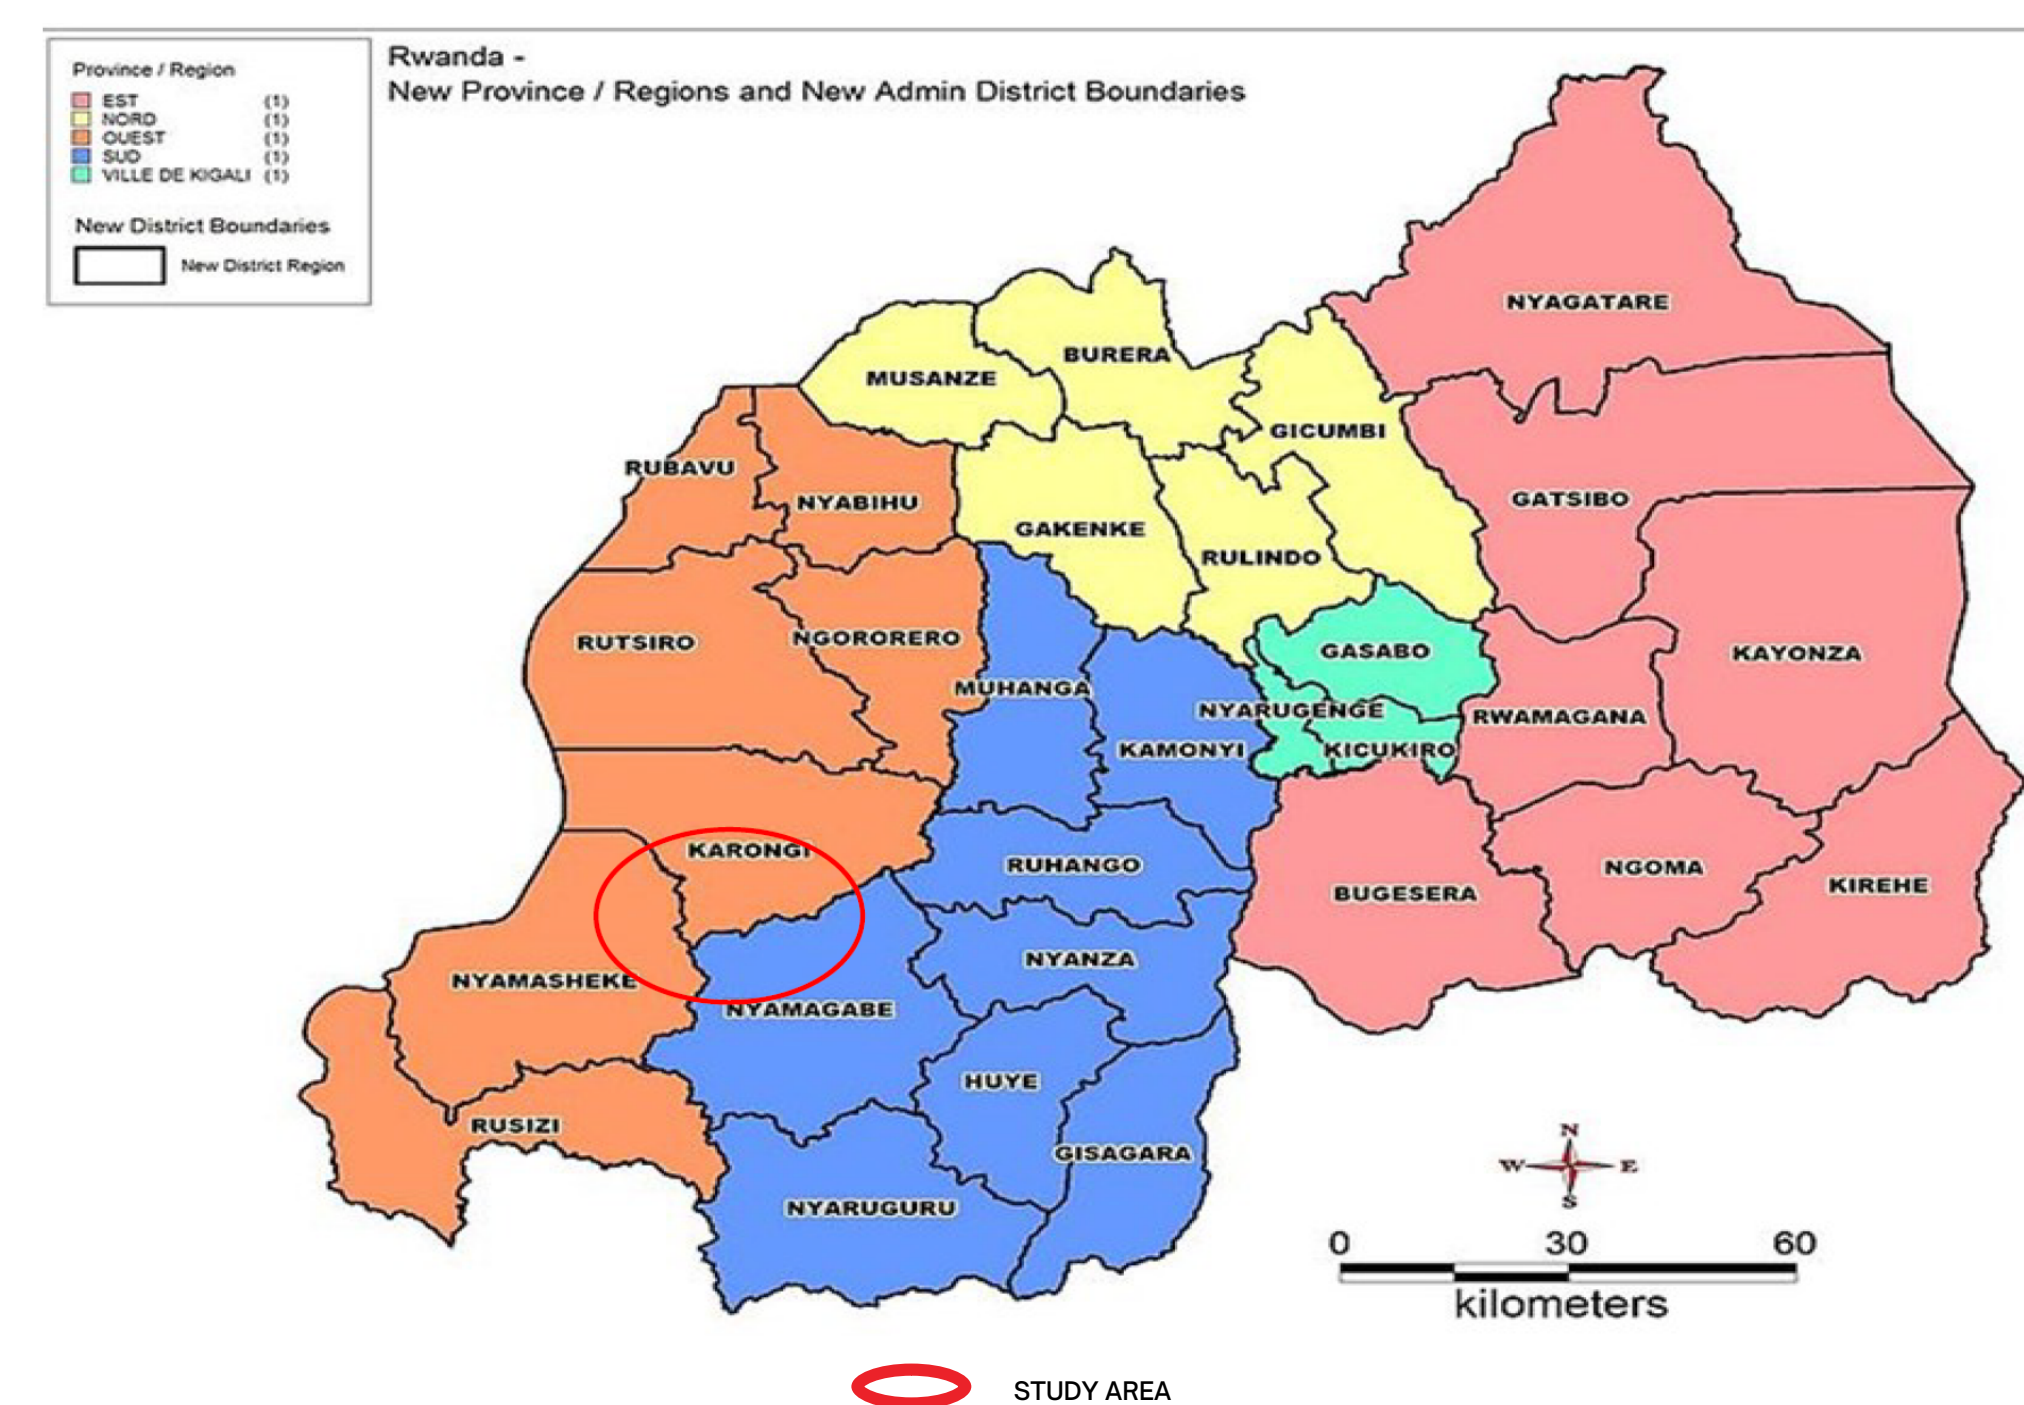 Rwanda -
New Province / Regions and New Admin District Boundaries
Province / Region
EST (1)
NORD (1)
OUEST (1)
SUD (1)
VILLE DE KIGALI (1)
New District Boundaries
New District Region
NYAGATARE
BURERA
MUSANZE
GICUMBI
RUBAVU
NYABIHU
GATSIBO
GAKENKE
RULINDO
RUTSIRO
NGORORERO
GASABO
KAYONZA
MUHANGA
NYARUGENGE
RWAMAGANA
KAMONYI
KICUKIRO
KARONGI
RUHANGO
NGOMA
KIREHE
BUGESERA
NYANZA
NYAMASHEKE
NYAMAGABE
HUYE
RUSIZI
GISAGARA
NYARUGURU
N
W E
S
0 30 60
kilometers
STUDY AREA